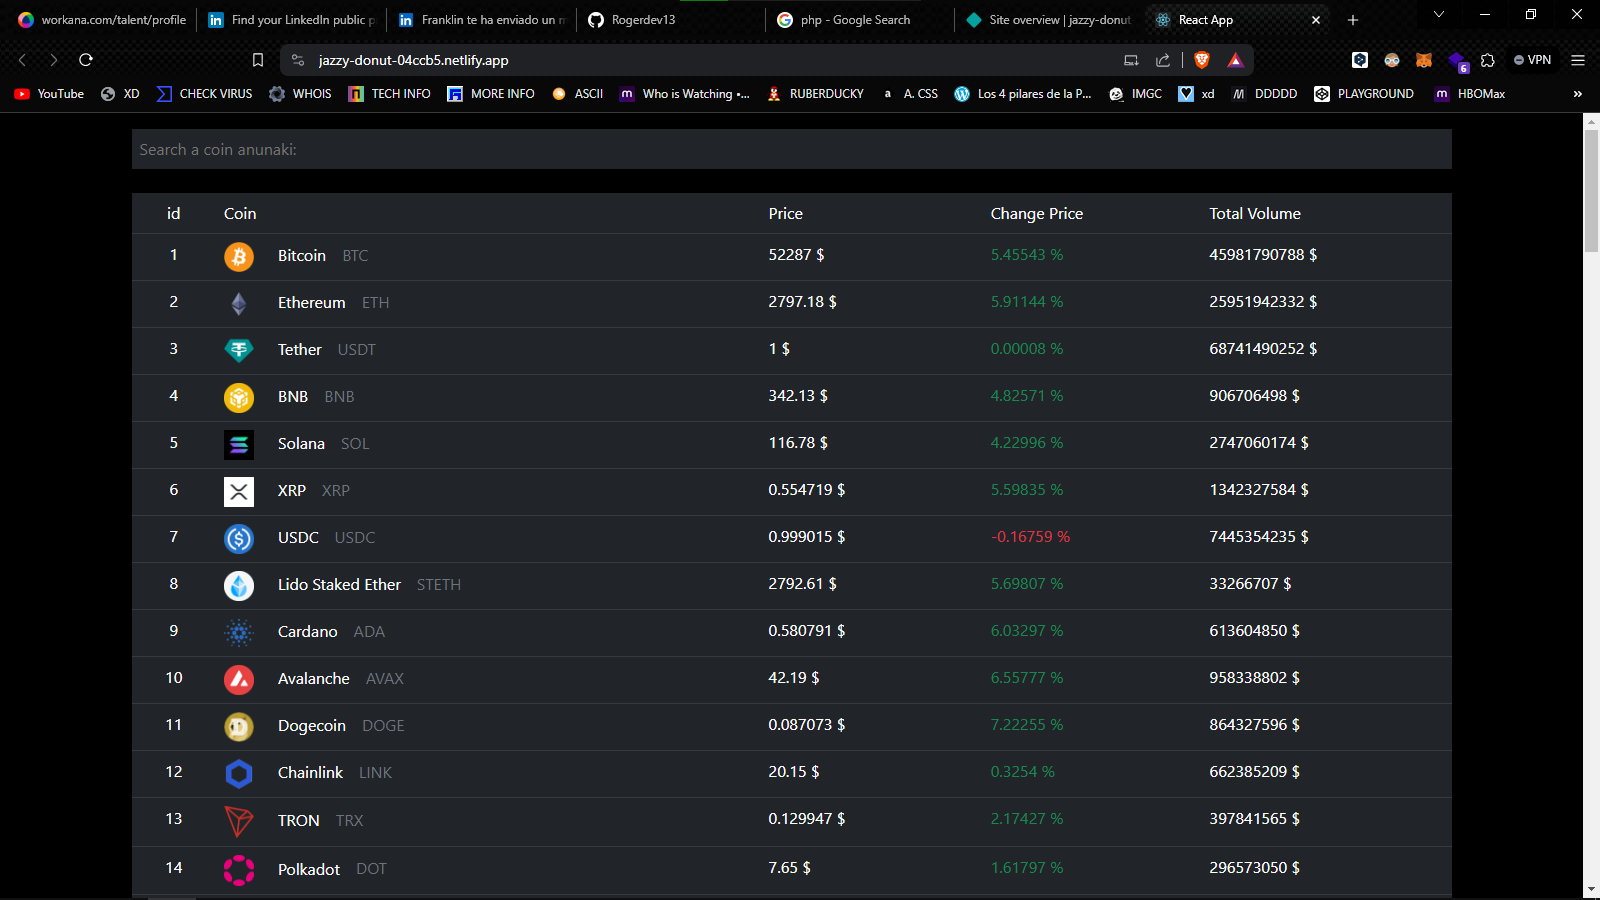 workana.com/talent/profile Find your LinkedIn public p Franklin te ha enviado un m Rogerdev13 php - Google Search Site overview | jazzy-donut React App
jazzy-donut-04ccb5.netlify.app 6 VPN
YouTube XD CHECK VIRUS WHOIS TECH INFO MORE INFO ASCII Who is Watching •... RUBERDUCKY A. CSS Los 4 pilares de la P... IMGC xd DDDDD PLAYGROUND HBOMax »
Search a coin anunaki:
id Coin Price Change Price Total Volume
1 Bitcoin BTC 52287 $ 5.45543 % 45981790788 $
2 Ethereum ETH 2797.18 $ 5.91144 % 25951942332 $
3 Tether USDT 1 $ 0.00008 % 68741490252 $
4 BNB BNB 342.13 $ 4.82571 % 906706498 $
5 Solana SOL 116.78 $ 4.22996 % 2747060174 $
6 XRP XRP 0.554719 $ 5.59835 % 1342327584 $
7 USDC USDC 0.999015 $ -0.16759 % 7445354235 $
8 Lido Staked Ether STETH 2792.61 $ 5.69807 % 33266707 $
9 Cardano ADA 0.580791 $ 6.03297 % 613604850 $
10 Avalanche AVAX 42.19 $ 6.55777 % 958338802 $
11 Dogecoin DOGE 0.087073 $ 7.22255 % 864327596 $
12 Chainlink LINK 20.15 $ 0.3254 % 662385209 $
13 TRON TRX 0.129947 $ 2.17427 % 397841565 $
14 Polkadot DOT 7.65 $ 1.61797 % 296573050 $